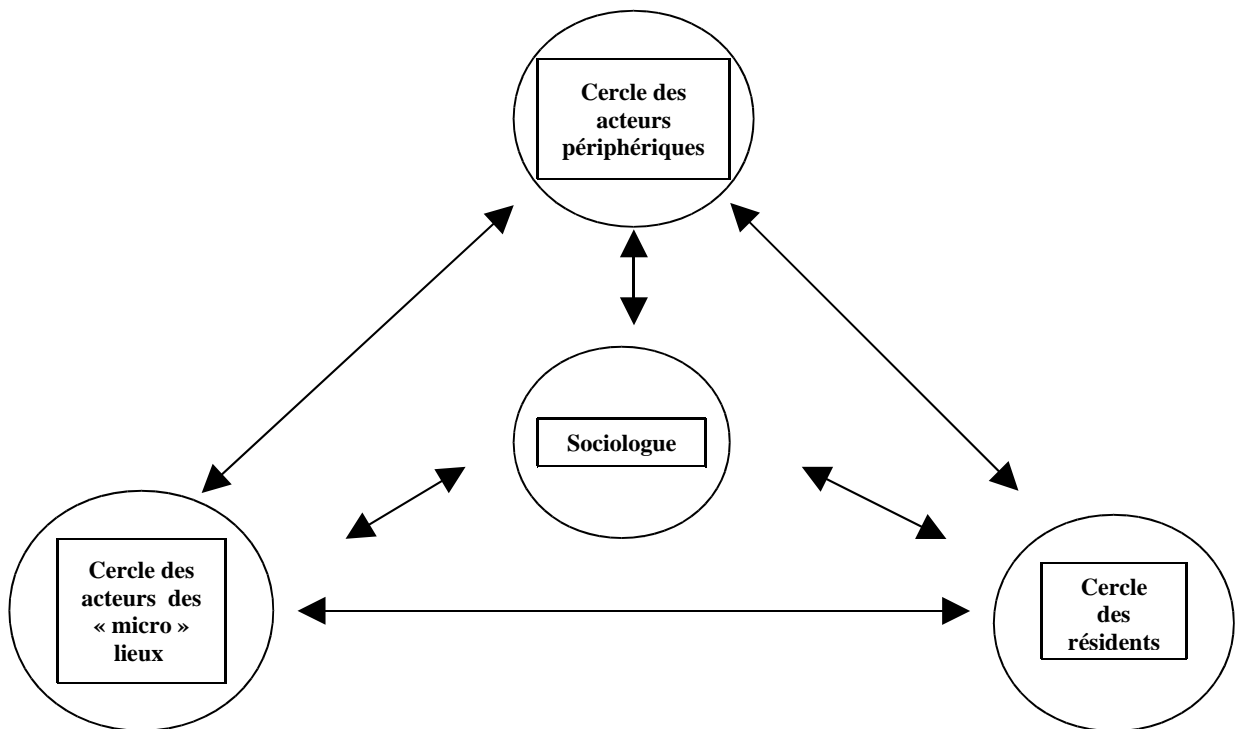 Cercle des
acteurs
périphériques
Sociologue
Cercle des
acteurs des
« micro »
lieux
Cercle
des
résidents